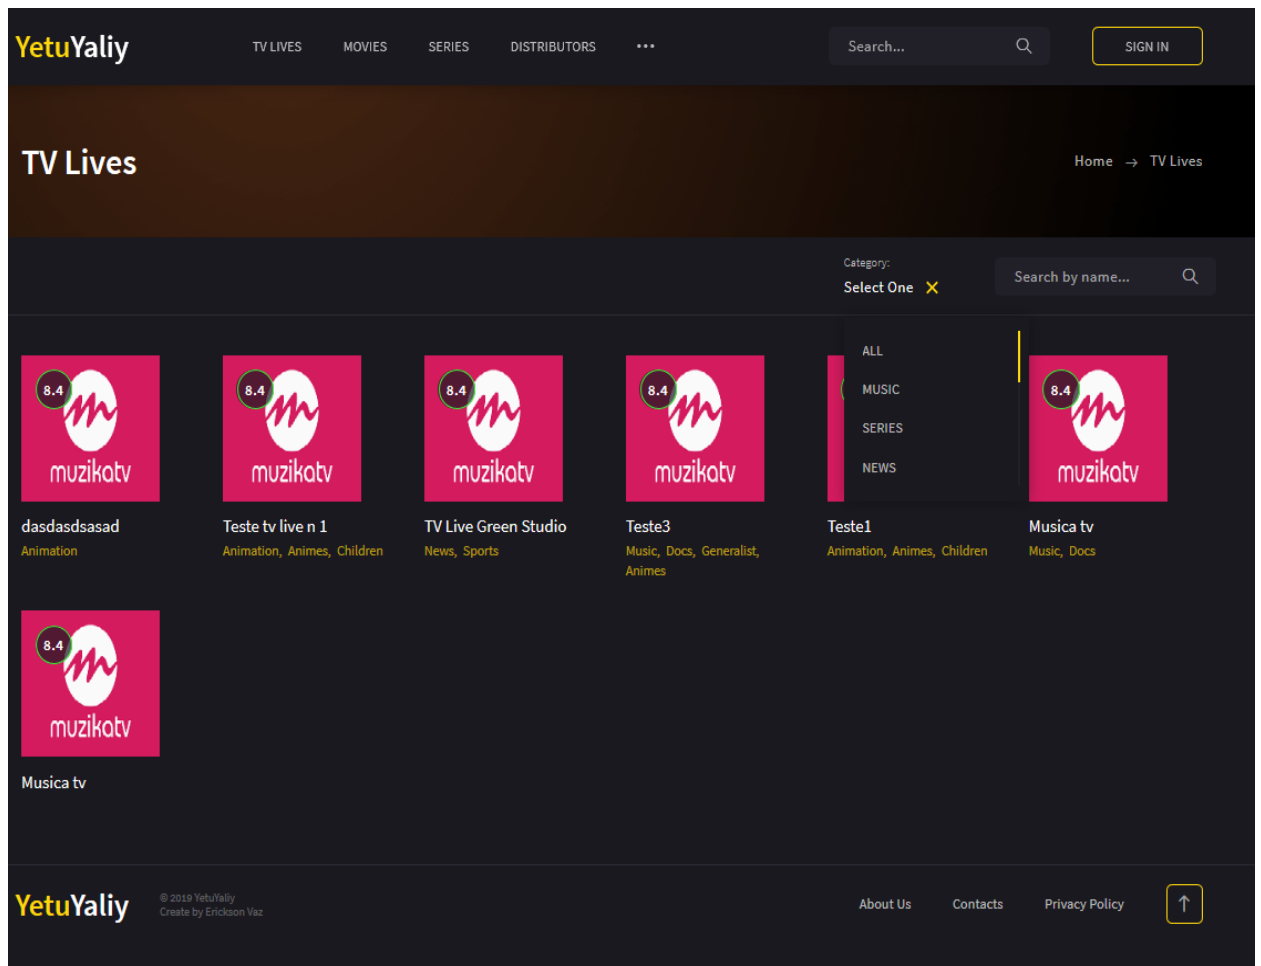 YetuYaliy
TV LIVES MOVIES SERIES DISTRIBUTORS •••
Search...
SIGN IN
TV Lives
Home → TV Lives
Category:
Select One
Search by name...
ALL
MUSIC
SERIES
NEWS
8.4
muzikatv
8.4
muzikatv
8.4
muzikatv
8.4
muzikatv
8.4
muzikatv
dasdasdsasad
Animation
Teste tv live n 1
Animation, Animes, Children
TV Live Green Studio
News, Sports
Teste3
Music, Docs, Generalist,
Animes
Teste1
Animation, Animes, Children
Musica tv
Music, Docs
8.4
muzikatv
Musica tv
YetuYaliy
© 2019 YetuYaliy
Create by Erickson Vaz
About Us Contacts Privacy Policy